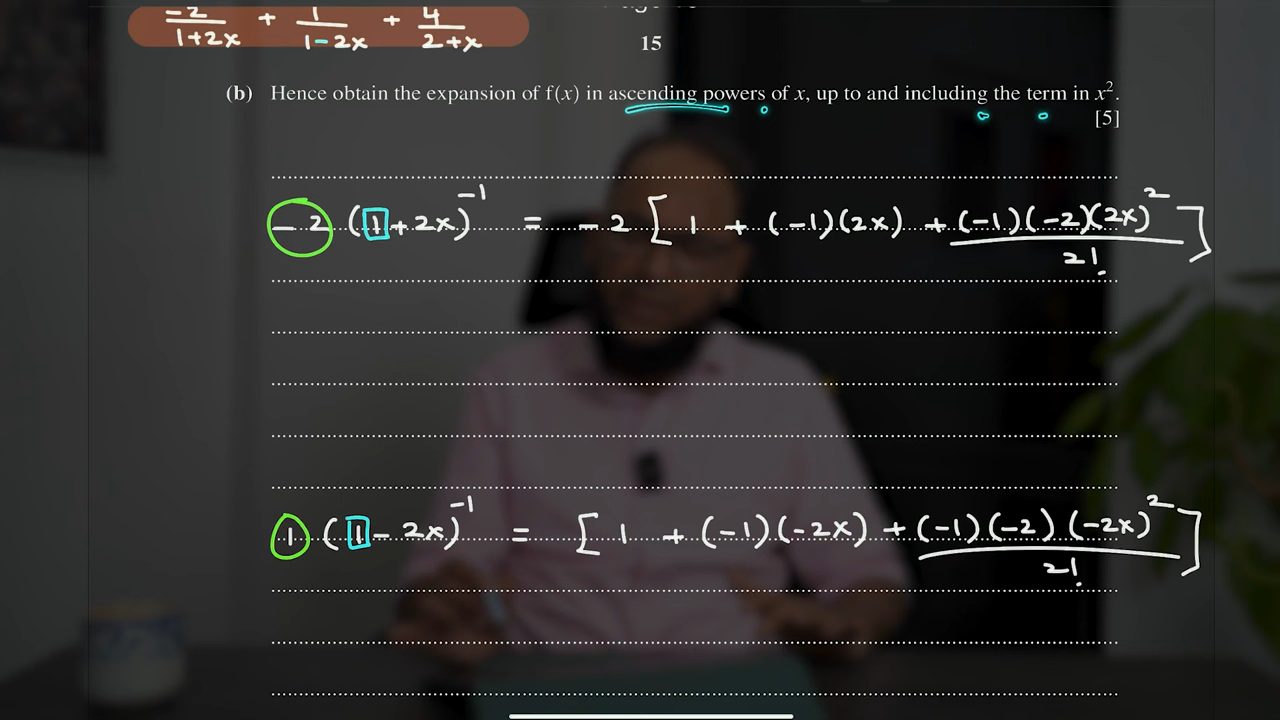 -2/(1+2x) + 1/(1-2x) + 4/(2+x)
15
(b) Hence obtain the expansion of f(x) in ascending powers of x, up to and including the term in x².
[5]
-2 (1+2x)⁻¹ = -2 [ 1 + (-1)(2x) + (-1)(-2)(2x)²/2! ]
1 (1-2x)⁻¹ = [ 1 + (-1)(-2x) + (-1)(-2)(-2x)²/2! ]